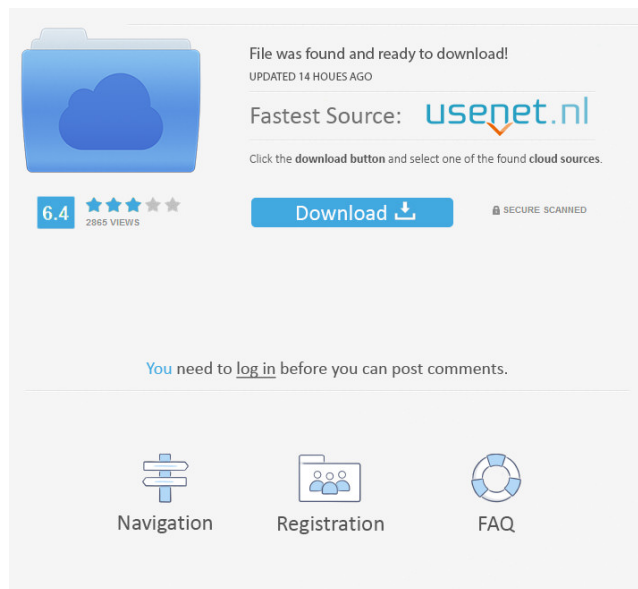 File was found and ready to download!
UPDATED 14 HOUES AGO
Fastest Source: usenet.nl
Click the download button and select one of the found cloud sources.
6.4
2865 VIEWS
Download
SECURE SCANNED
You need to log in before you can post comments.
Navigation
Registration
FAQ